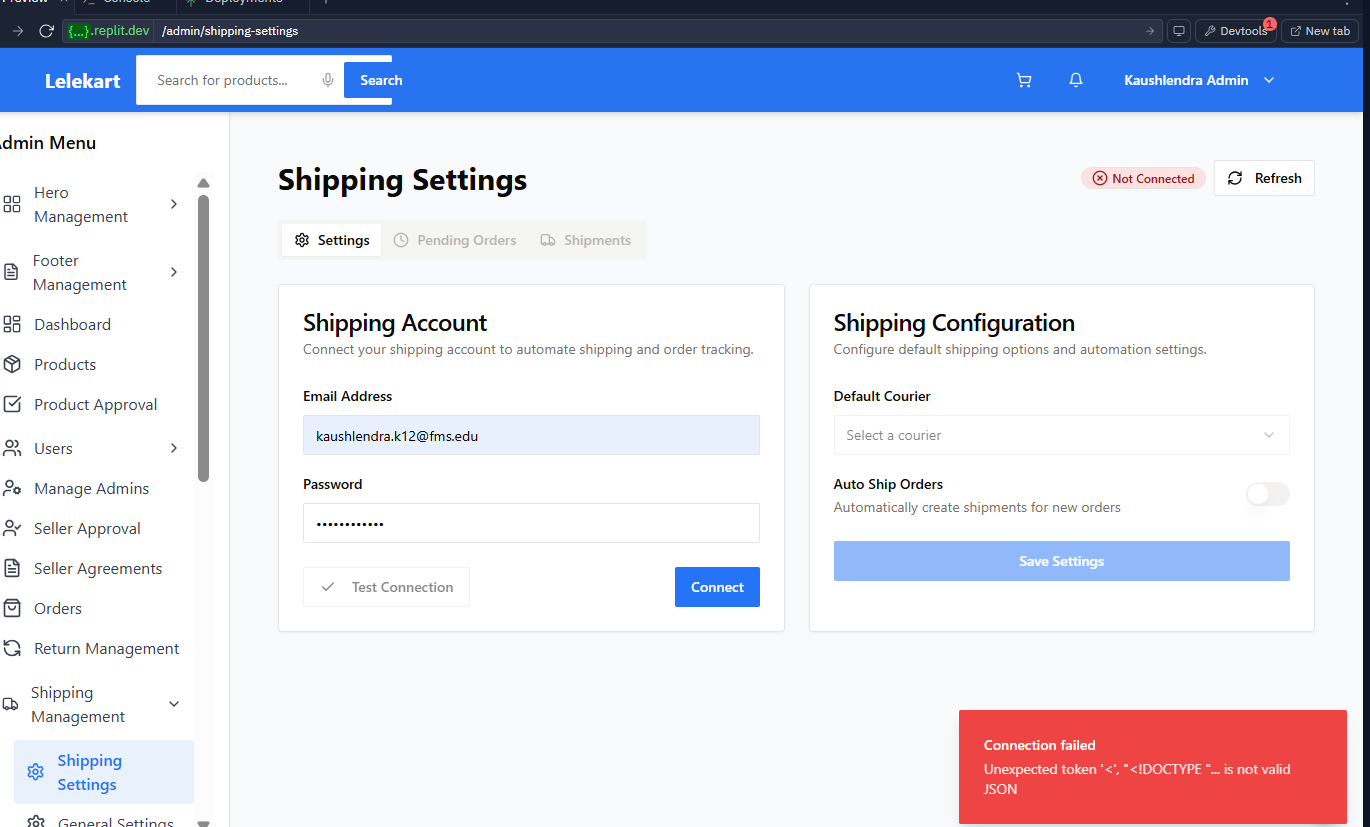 Preview
Console
Deployments
{...}.replit.dev /admin/shipping-settings
Devtools 1
New tab
Lelekart
Search for products...
Search
Kaushlendra Admin
dmin Menu
Hero
Management
Footer
Management
Dashboard
Products
Product Approval
Users
Manage Admins
Seller Approval
Seller Agreements
Orders
Return Management
Shipping
Management
Shipping
Settings
General Settings
Shipping Settings
Not Connected
Refresh
Settings
Pending Orders
Shipments
Shipping Account
Connect your shipping account to automate shipping and order tracking.
Email Address
kaushlendra.k12@fms.edu
Password
••••••••••••
Test Connection
Connect
Shipping Configuration
Configure default shipping options and automation settings.
Default Courier
Select a courier
Auto Ship Orders
Automatically create shipments for new orders
Save Settings
Connection failed
Unexpected token '<', "<!DOCTYPE "... is not valid
JSON